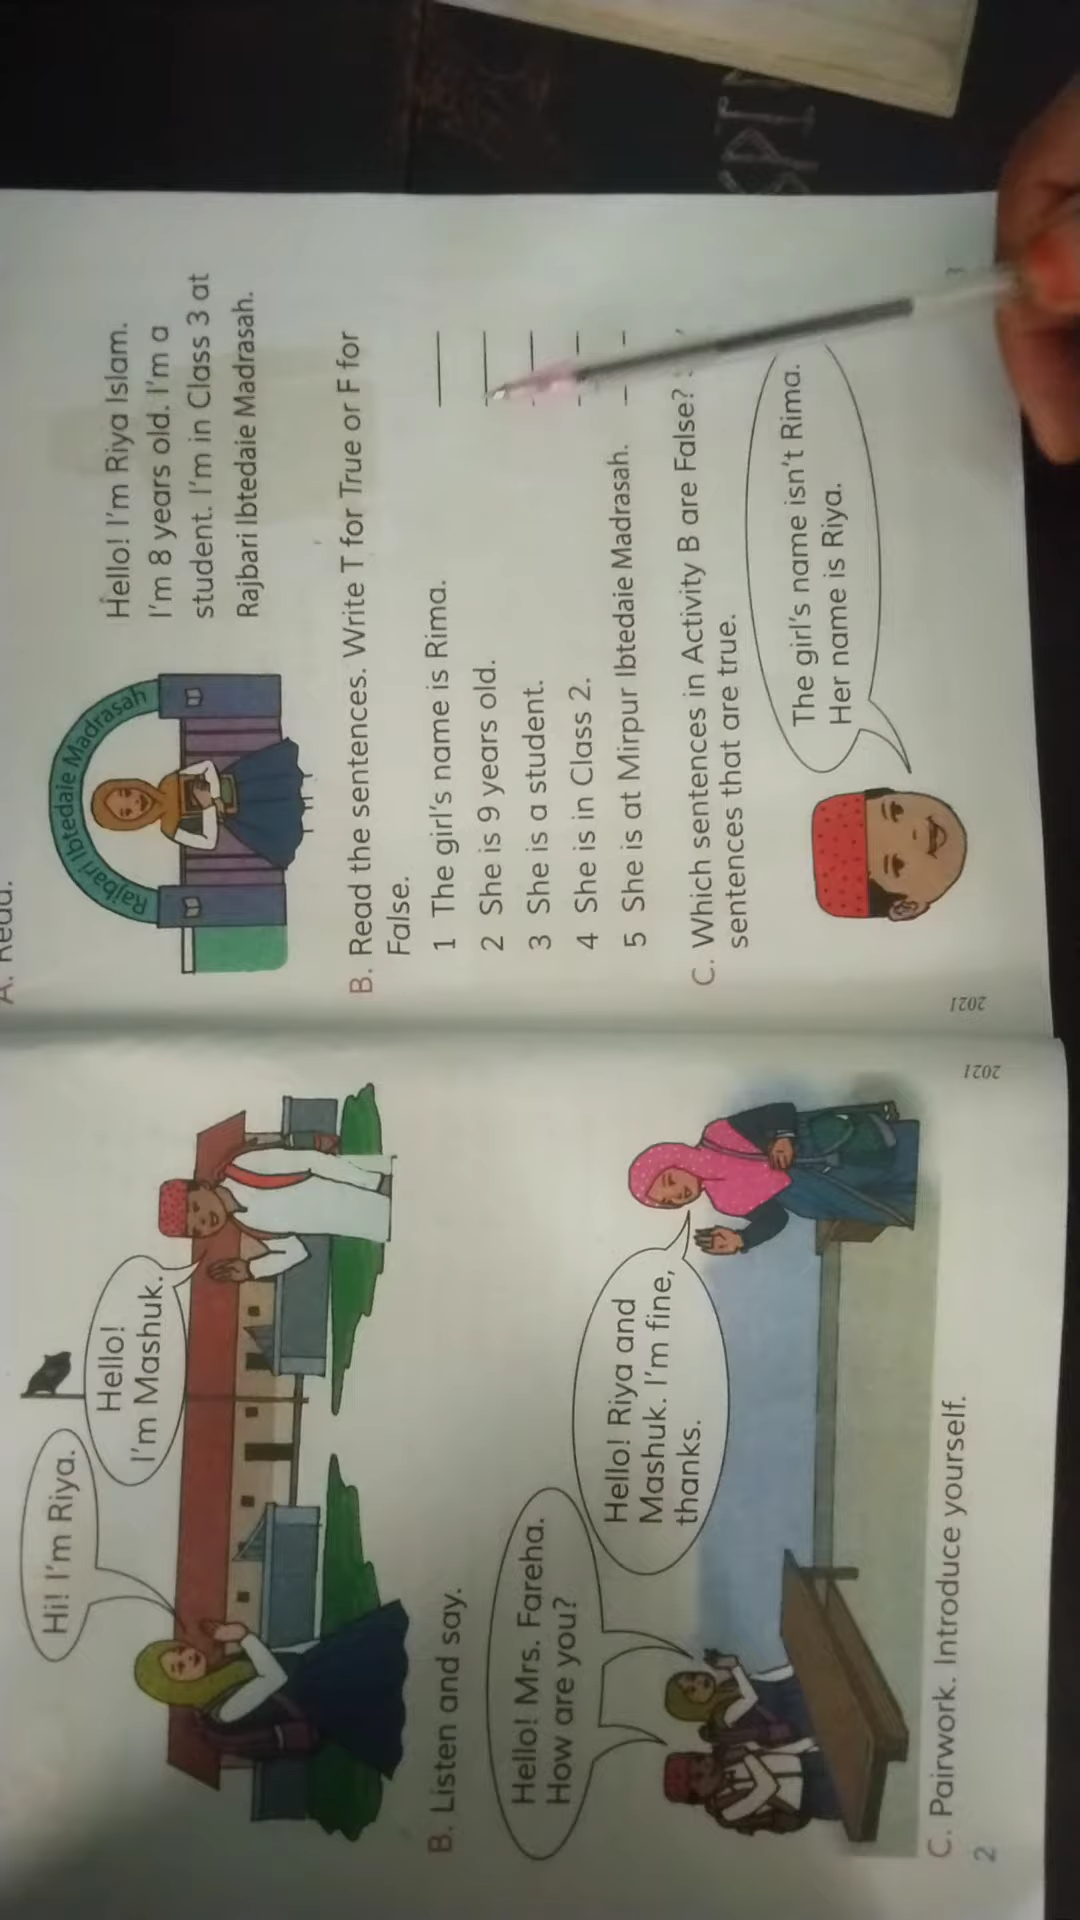 Hi! I'm Riya.
Hello!
I'm Mashuk.
B. Listen and say.
Hello! Mrs. Fareha.
How are you?
Hello! Riya and
Mashuk. I'm fine,
thanks.
C. Pairwork. Introduce yourself.
2
2021
A. Read.
Rajbari Ibtedaie Madrasah
Hello! I'm Riya Islam.
I'm 8 years old. I'm a
student. I'm in Class 3 at
Rajbari Ibtedaie Madrasah.
B. Read the sentences. Write T for True or F for
False.
1 The girl's name is Rima.
2 She is 9 years old.
3 She is a student.
4 She is in Class 2.
5 She is at Mirpur Ibtedaie Madrasah.
C. Which sentences in Activity B are False?
sentences that are true.
The girl's name isn't Rima.
Her name is Riya.
2021
3